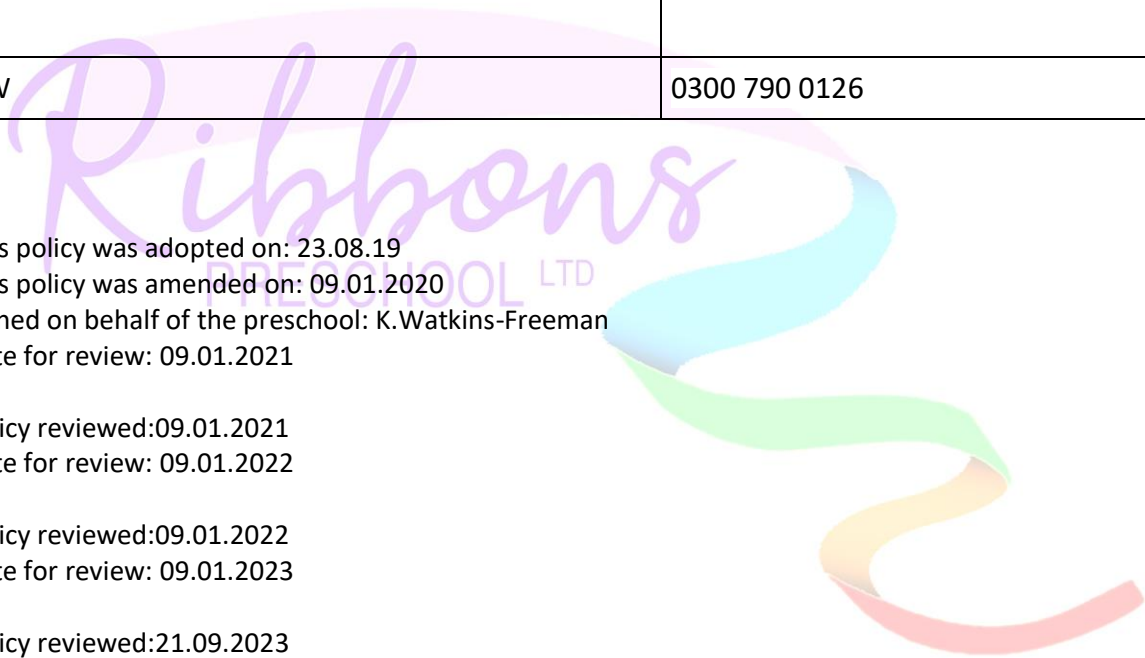 W 0300 790 0126
Ribbons
PRESCHOOL LTD
s policy was adopted on: 23.08.19
s policy was amended on: 09.01.2020
ned on behalf of the preschool: K.Watkins-Freeman
te for review: 09.01.2021
icy reviewed:09.01.2021
te for review: 09.01.2022
icy reviewed:09.01.2022
te for review: 09.01.2023
icy reviewed:21.09.2023